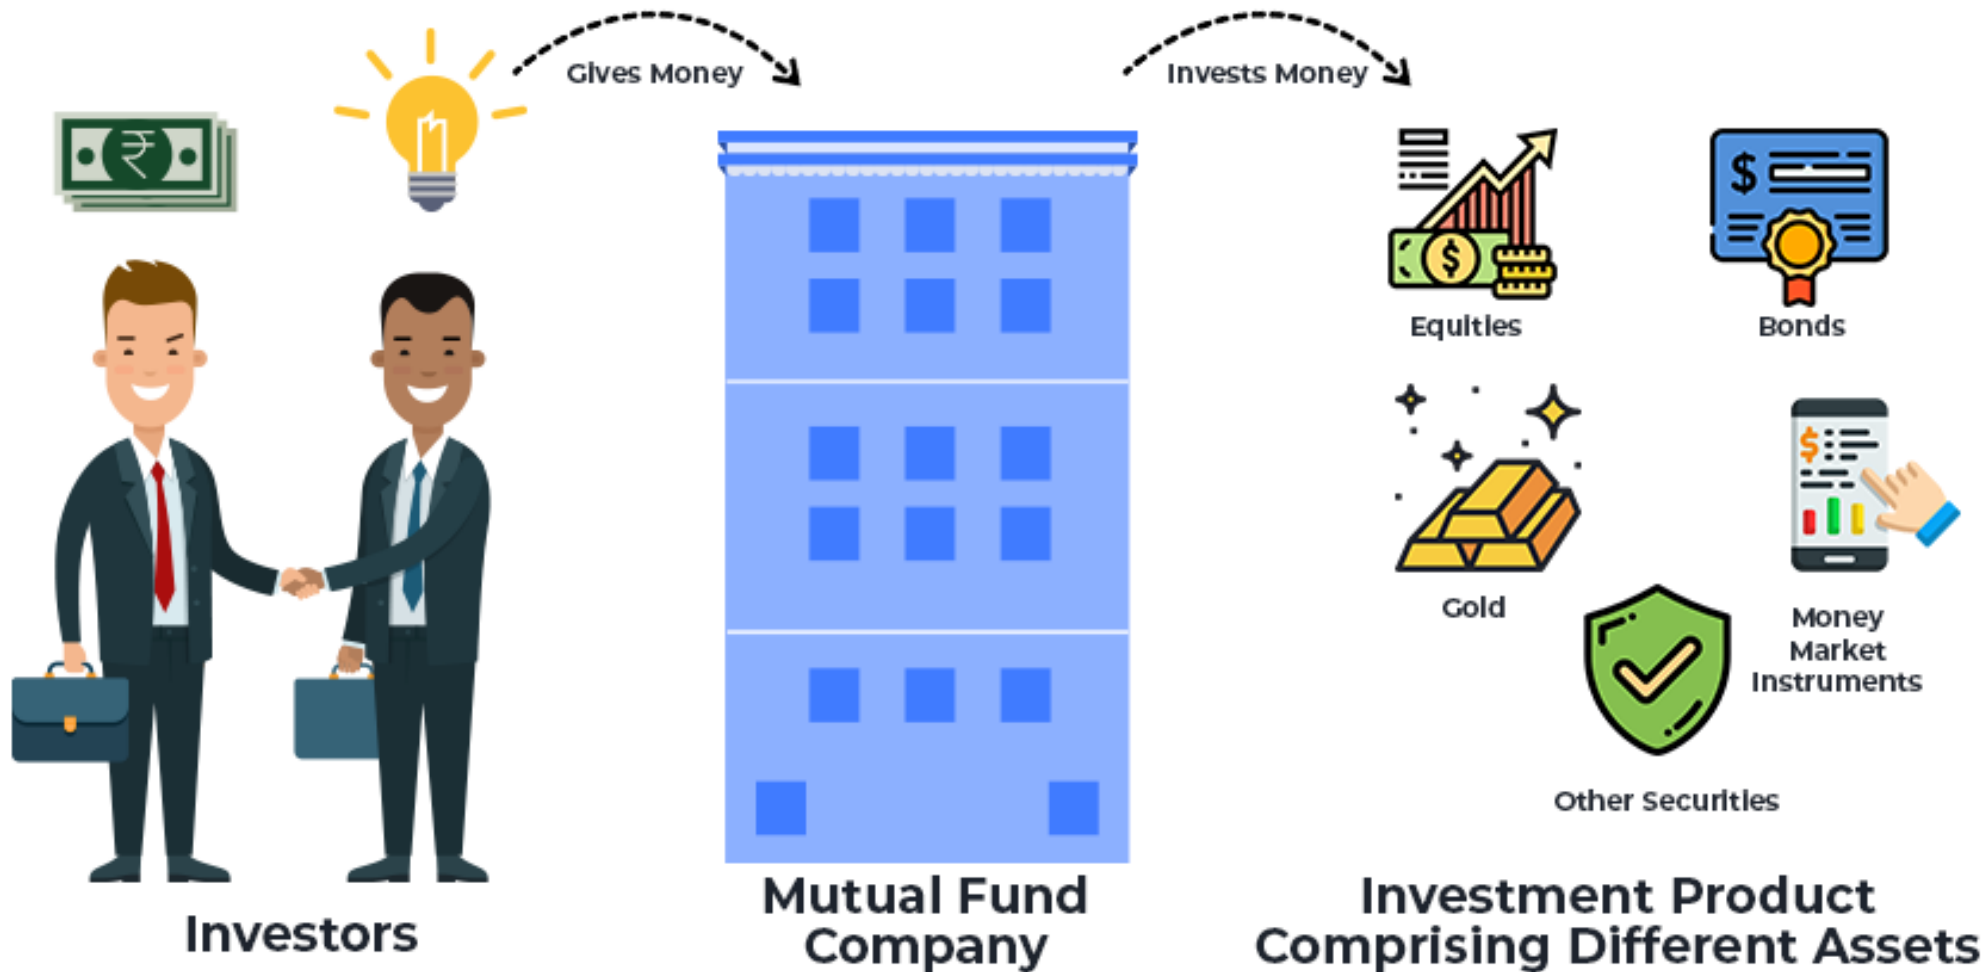 Gives Money
Invests Money
₹
$
$
Equities
Bonds
$
Gold
Money
Market
Instruments
Other Securities
Investors
Mutual Fund
Company
Investment Product
Comprising Different Assets